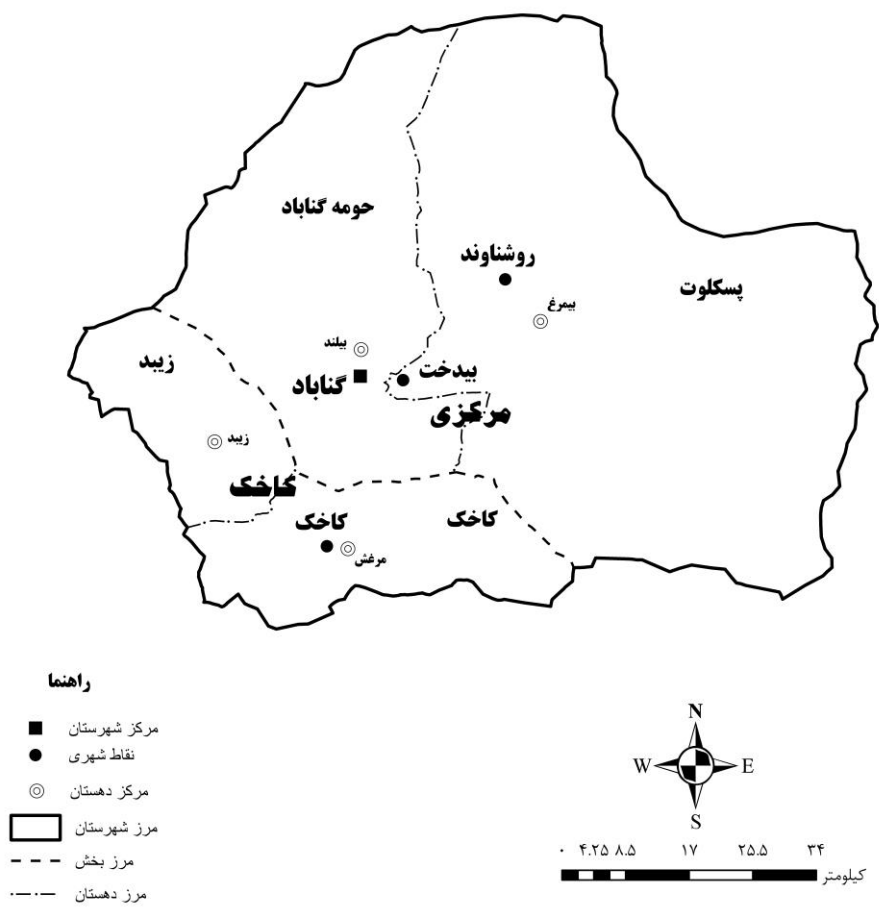 حومه گناباد
روشناوند
پسکلوت
بیمرغ
بیلند
زیبد
بیدخت
گناباد
مرکزی
زیبد
کاخک
کاخک
کاخک
مرغش
راهنما
مرکز شهرستان
نقاط شهری
مرکز دهستان
مرز شهرستان
مرز بخش
مرز دهستان
N
W E
S
۰ ۴.۲۵ ۸.۵ ۱۷ ۲۵.۵ ۳۴
کیلومتر